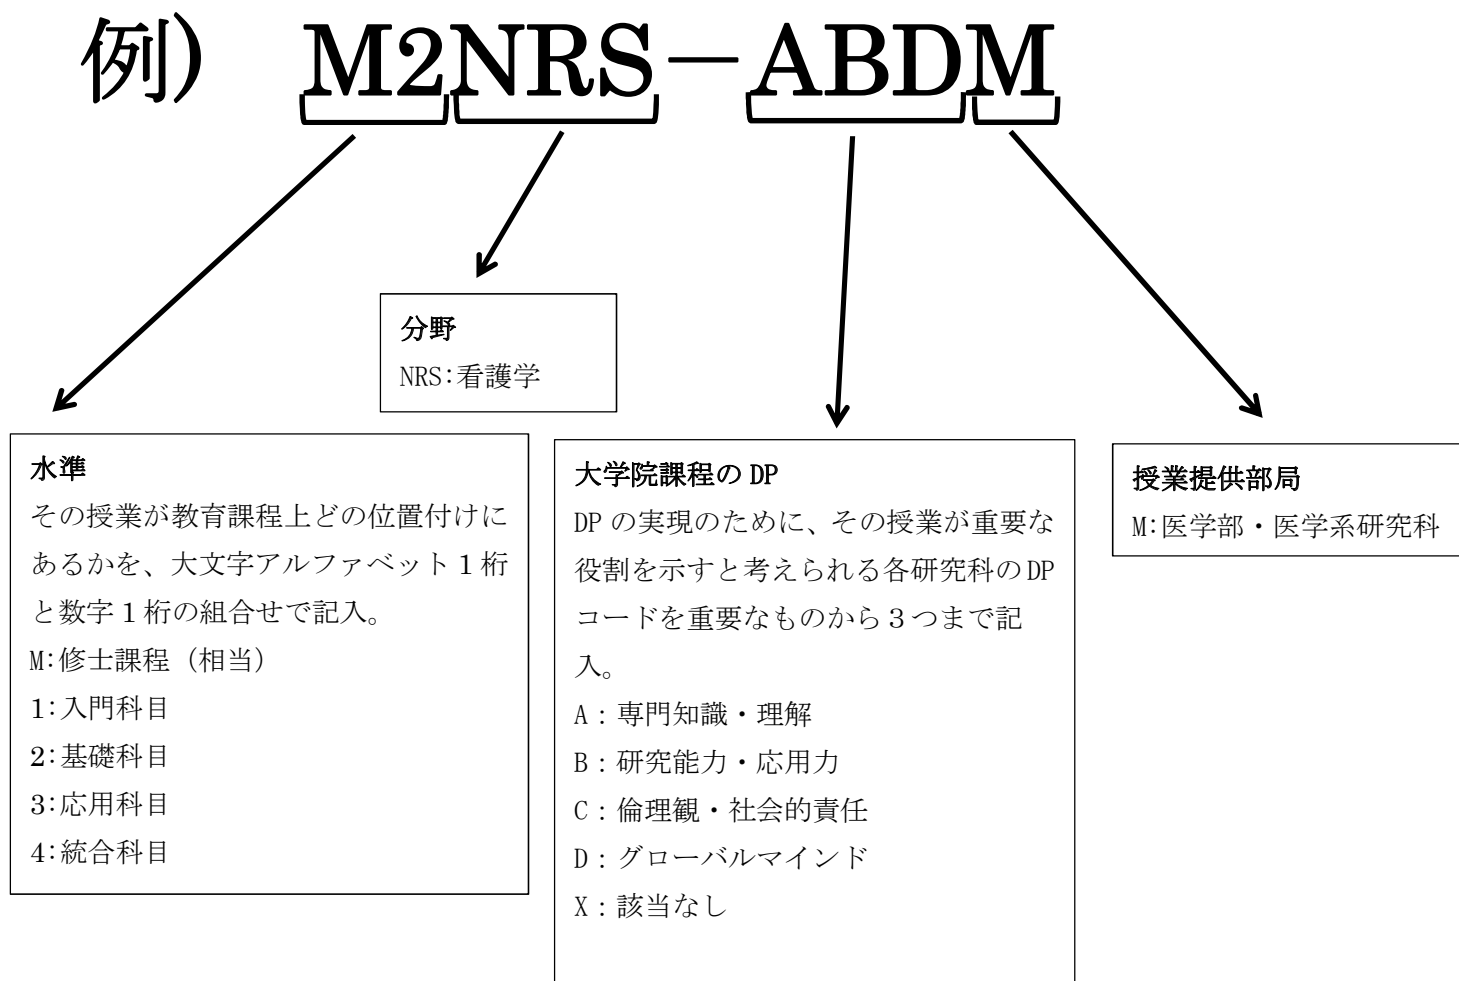 例) M2NRS－ABDM
分野
NRS:看護学
水準
その授業が教育課程上どの位置付けに
あるかを、大文字アルファベット１桁
と数字１桁の組合せで記入。
M:修士課程（相当）
1:入門科目
2:基礎科目
3:応用科目
4:統合科目
大学院課程の DP
DP の実現のために、その授業が重要な
役割を示すと考えられる各研究科の DP
コードを重要なものから３つまで記
入。
A：専門知識・理解
B：研究能力・応用力
C：倫理観・社会的責任
D：グローバルマインド
X：該当なし
授業提供部局
M:医学部・医学系研究科